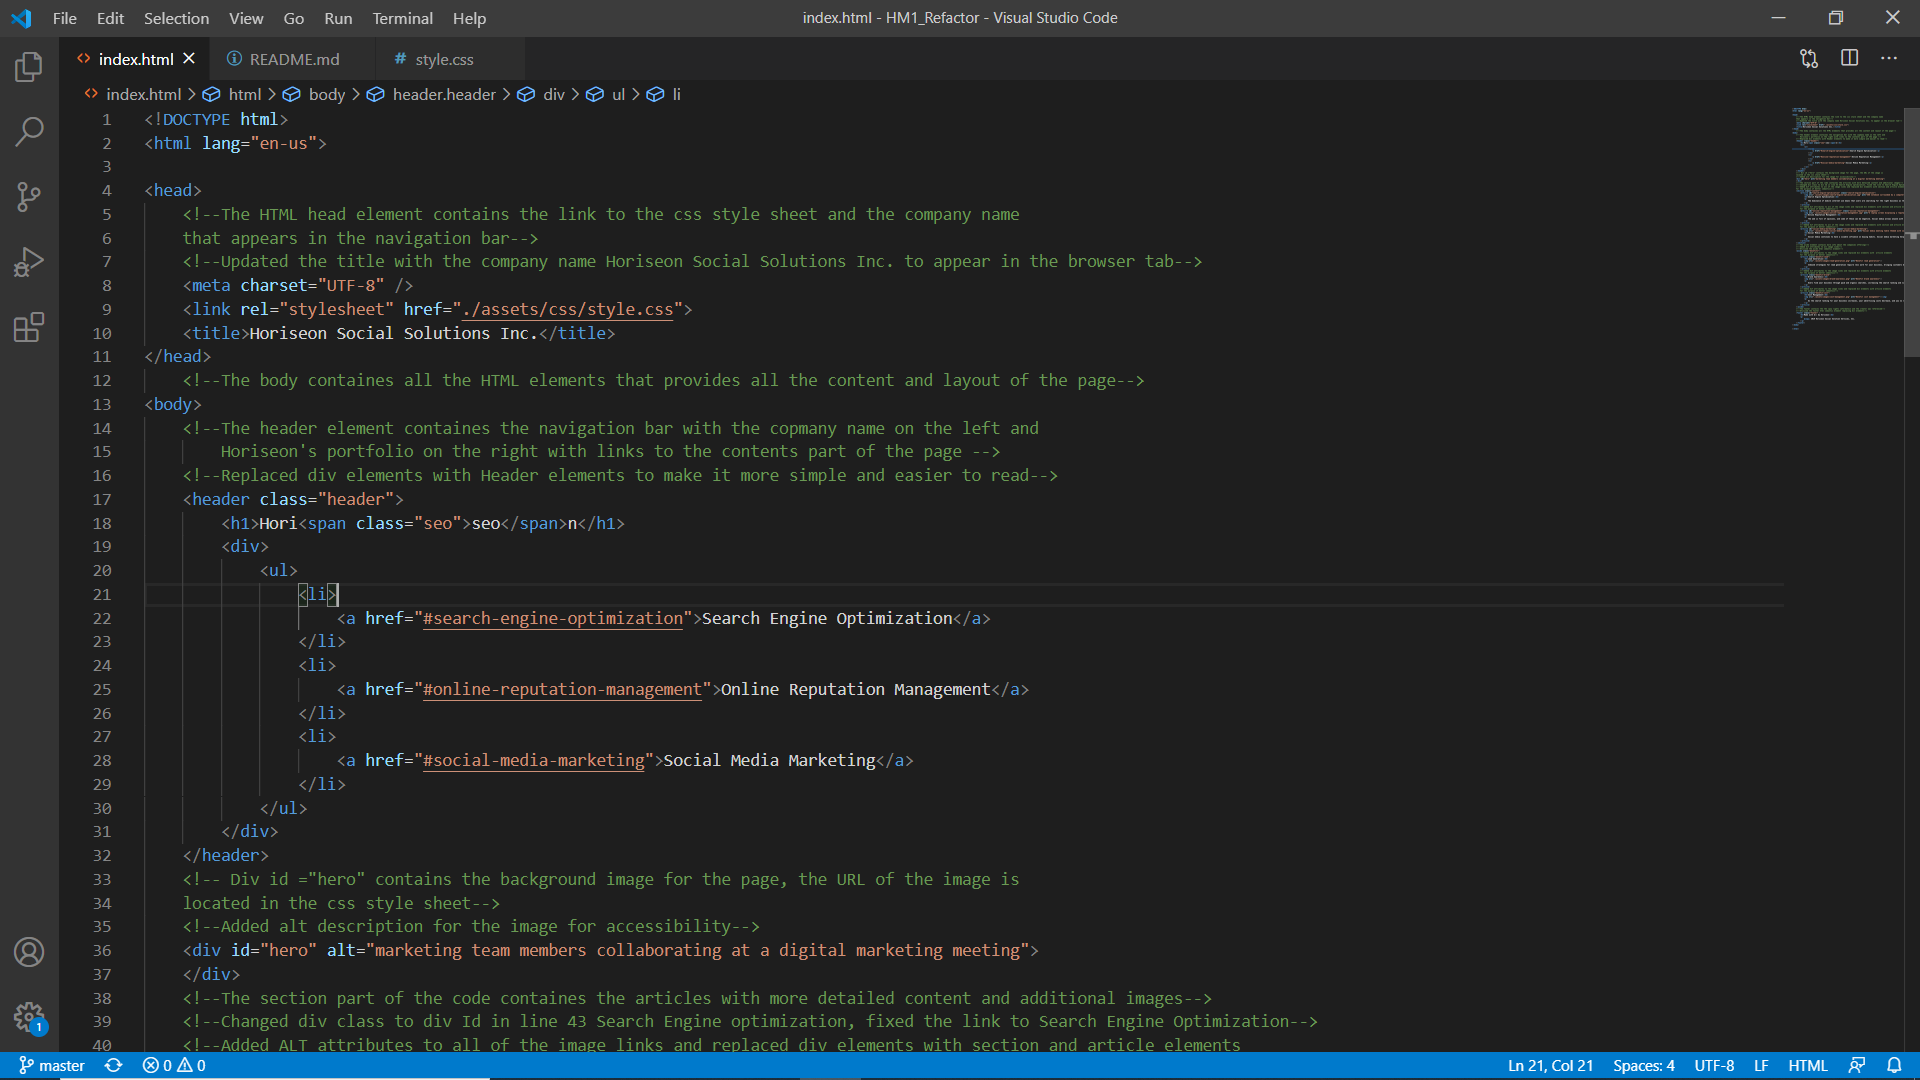 File Edit Selection View Go Run Terminal Help
index.html - HM1_Refactor - Visual Studio Code
index.html README.md # style.css
index.html > html > body > header.header > div > ul > li
1 <!DOCTYPE html>
2 <html lang="en-us">
3
4 <head>
5 <!--The HTML head element contains the link to the css style sheet and the company name
6 that appears in the navigation bar-->
7 <!--Updated the title with the company name Horiseon Social Solutions Inc. to appear in the browser tab-->
8 <meta charset="UTF-8" />
9 <link rel="stylesheet" href="./assets/css/style.css">
10 <title>Horiseon Social Solutions Inc.</title>
11 </head>
12 <!--The body containes all the HTML elements that provides all the content and layout of the page-->
13 <body>
14 <!--The header element containes the navigation bar with the copmany name on the left and
15 Horiseon's portfolio on the right with links to the contents part of the page -->
16 <!--Replaced div elements with Header elements to make it more simple and easier to read-->
17 <header class="header">
18 <h1>Hori<span class="seo">seo</span>n</h1>
19 <div>
20 <ul>
21 <li>
22 <a href="#search-engine-optimization">Search Engine Optimization</a>
23 </li>
24 <li>
25 <a href="#online-reputation-management">Online Reputation Management</a>
26 </li>
27 <li>
28 <a href="#social-media-marketing">Social Media Marketing</a>
29 </li>
30 </ul>
31 </div>
32 </header>
33 <!-- Div id ="hero" contains the background image for the page, the URL of the image is
34 located in the css style sheet-->
35 <!--Added alt description for the image for accessibility-->
36 <div id="hero" alt="marketing team members collaborating at a digital marketing meeting">
37 </div>
38 <!--The section part of the code containes the articles with more detailed content and additional images-->
39 <!--Changed div class to div Id in line 43 Search Engine optimization, fixed the link to Search Engine Optimization-->
40 <!--Added ALT attributes to all of the image links and replaced div elements with section and article elements
1
master 0 0 Ln 21, Col 21 Spaces: 4 UTF-8 LF HTML